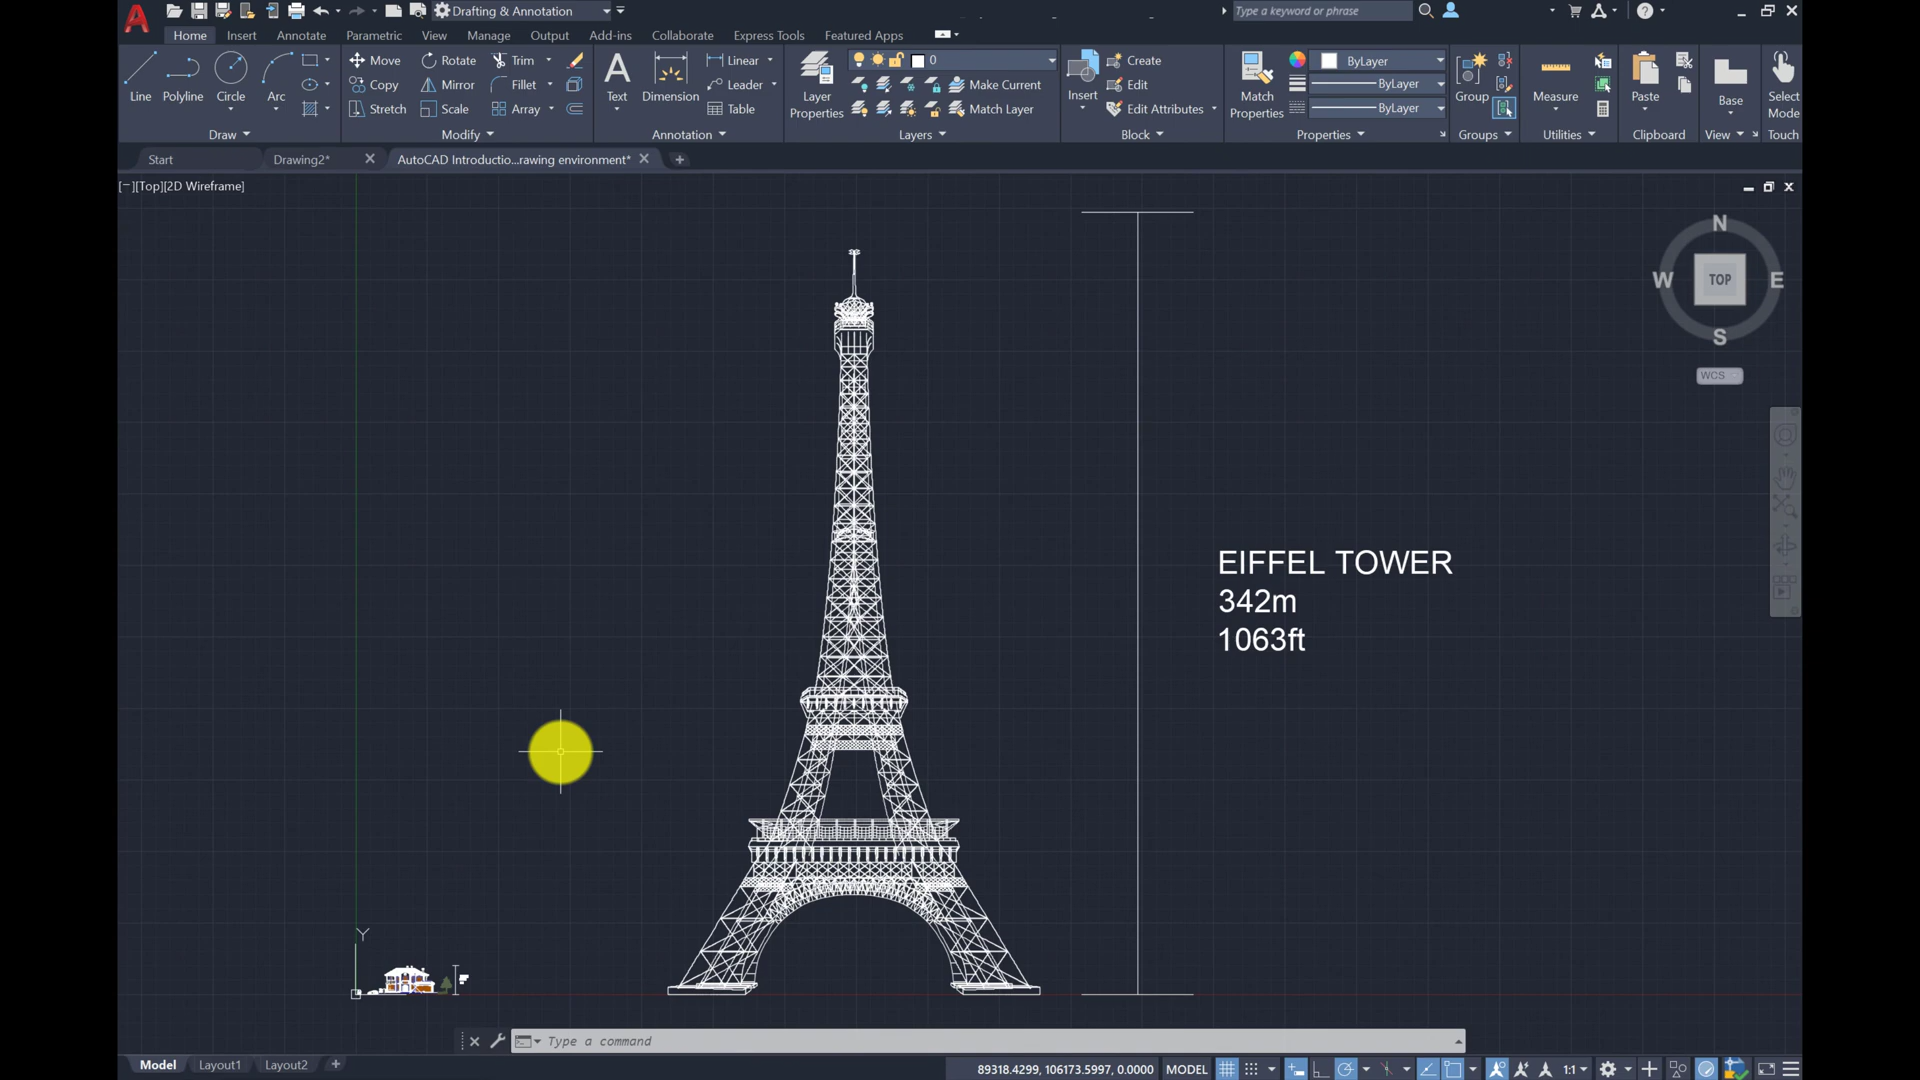 Drafting & Annotation
Type a keyword or phrase
Home Insert Annotate Parametric View Manage Output Add-ins Collaborate Express Tools Featured Apps
Line Polyline Circle Arc
Draw
Move Rotate Trim
Copy Mirror Fillet
Stretch Scale Array
Modify
Text Dimension
Linear
Leader
Table
Annotation
Layer Properties
0
Make Current
Match Layer
Layers
Insert
Create
Edit
Edit Attributes
Block
Match Properties
ByLayer
ByLayer
ByLayer
Properties
Group
Groups
Measure
Utilities
Paste
Clipboard
Base
View
Select Mode
Touch
Start Drawing2* AutoCAD Introductio...rawing environment*
[−][Top][2D Wireframe]
N
W TOP E
S
WCS
EIFFEL TOWER
342m
1063ft
Y
Type a command
Model Layout1 Layout2
89318.4299, 106173.5997, 0.0000 MODEL 1:1